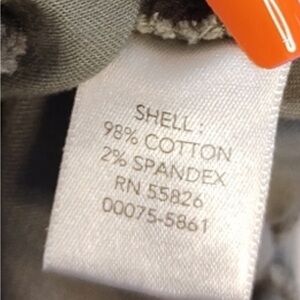 SHELL :
98% COTTON
2% SPANDEX
RN 55826
00075-5861